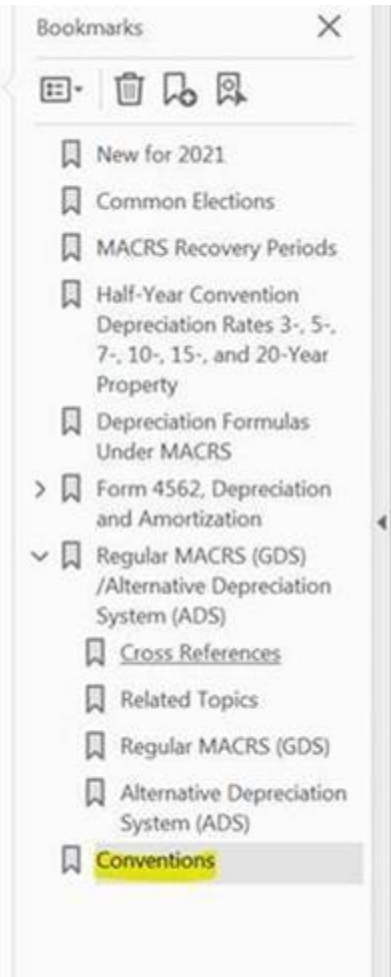 Bookmarks
New for 2021
Common Elections
MACRS Recovery Periods
Half-Year Convention
Depreciation Rates 3-, 5-,
7-, 10-, 15-, and 20-Year
Property
Depreciation Formulas
Under MACRS
Form 4562, Depreciation
and Amortization
Regular MACRS (GDS)
/Alternative Depreciation
System (ADS)
Cross References
Related Topics
Regular MACRS (GDS)
Alternative Depreciation
System (ADS)
Conventions